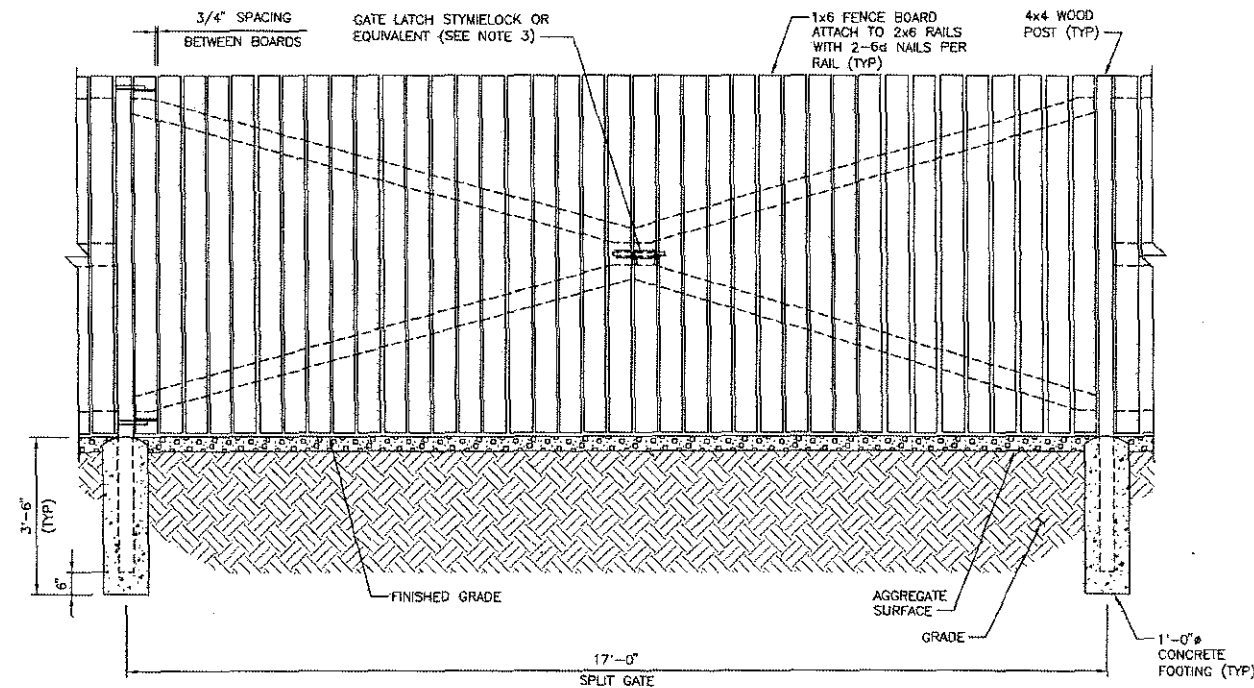 3/4" SPACING
BETWEEN BOARDS
GATE LATCH STYMIELOCK OR
EQUIVALENT (SEE NOTE 3)
1x6 FENCE BOARD
ATTACH TO 2x6 RAILS
WITH 2-6d NAILS PER
RAIL (TYP)
4x4 WOOD
POST (TYP)
3'-6"
(TYP)
6"
FINISHED GRADE
AGGREGATE
SURFACE
GRADE
1'-0"ø
CONCRETE
FOOTING (TYP)
17'-0"
SPLIT GATE